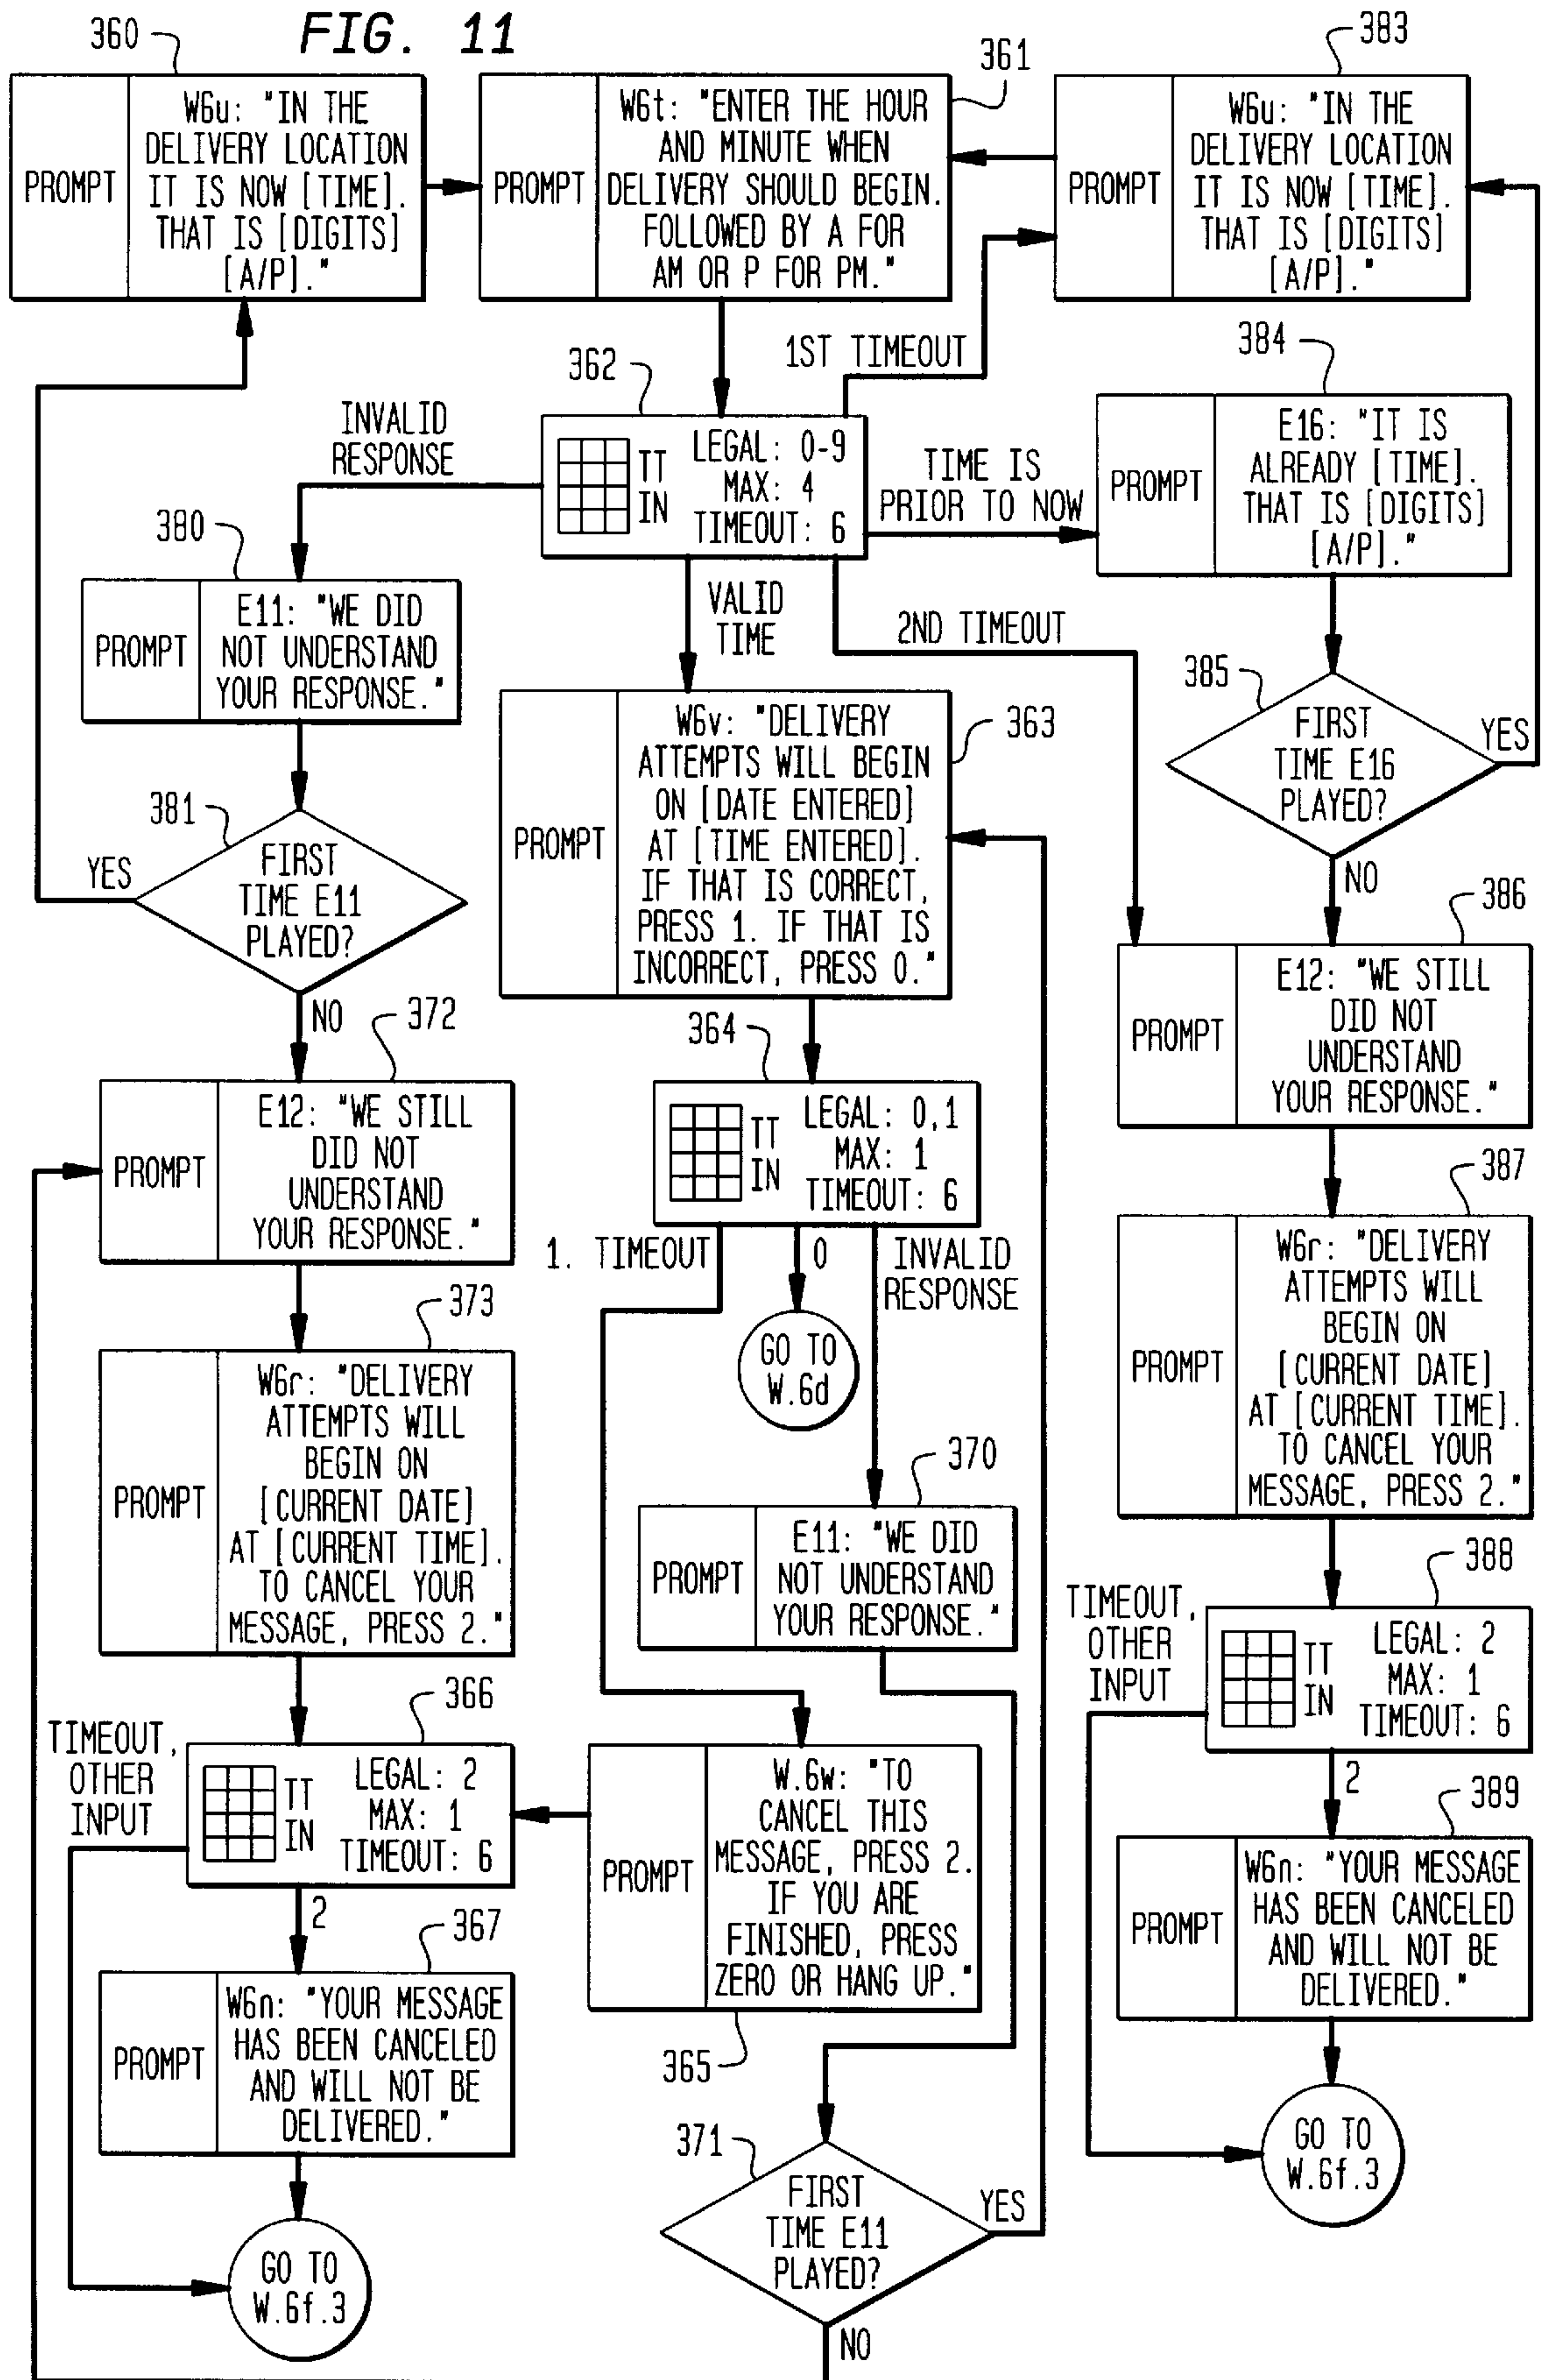 FIG. 11
360
PROMPT
W6u: "IN THE
DELIVERY LOCATION
IT IS NOW [TIME].
THAT IS [DIGITS]
[A/P]."
361
PROMPT
W6t: "ENTER THE HOUR
AND MINUTE WHEN
DELIVERY SHOULD BEGIN.
FOLLOWED BY A FOR
AM OR P FOR PM."
383
PROMPT
W6u: "IN THE
DELIVERY LOCATION
IT IS NOW [TIME].
THAT IS [DIGITS]
[A/P]."
1ST TIMEOUT
362
TT
IN
LEGAL: 0-9
MAX: 4
TIMEOUT: 6
INVALID
RESPONSE
TIME IS
PRIOR TO NOW
384
PROMPT
E16: "IT IS
ALREADY [TIME].
THAT IS [DIGITS]
[A/P]."
380
PROMPT
E11: "WE DID
NOT UNDERSTAND
YOUR RESPONSE."
VALID
TIME
2ND TIMEOUT
385
FIRST
TIME E16
PLAYED?
YES
NO
363
PROMPT
W6v: "DELIVERY
ATTEMPTS WILL BEGIN
ON [DATE ENTERED]
AT [TIME ENTERED].
IF THAT IS CORRECT,
PRESS 1. IF THAT IS
INCORRECT, PRESS 0."
381
YES
FIRST
TIME E11
PLAYED?
NO
386
PROMPT
E12: "WE STILL
DID NOT
UNDERSTAND
YOUR RESPONSE."
372
PROMPT
E12: "WE STILL
DID NOT
UNDERSTAND
YOUR RESPONSE."
364
TT
IN
LEGAL: 0,1
MAX: 1
TIMEOUT: 6
1. TIMEOUT
0
INVALID
RESPONSE
GO TO
W.6d
387
PROMPT
W6r: "DELIVERY
ATTEMPTS WILL
BEGIN ON
[CURRENT DATE]
AT [CURRENT TIME].
TO CANCEL YOUR
MESSAGE, PRESS 2."
373
PROMPT
W6r: "DELIVERY
ATTEMPTS WILL
BEGIN ON
[CURRENT DATE]
AT [CURRENT TIME].
TO CANCEL YOUR
MESSAGE, PRESS 2."
370
PROMPT
E11: "WE DID
NOT UNDERSTAND
YOUR RESPONSE."
388
TIMEOUT,
OTHER
INPUT
TT
IN
LEGAL: 2
MAX: 1
TIMEOUT: 6
2
366
TIMEOUT,
OTHER
INPUT
TT
IN
LEGAL: 2
MAX: 1
TIMEOUT: 6
2
PROMPT
W.6w: "TO
CANCEL THIS
MESSAGE, PRESS 2.
IF YOU ARE
FINISHED, PRESS
ZERO OR HANG UP."
365
389
PROMPT
W6n: "YOUR MESSAGE
HAS BEEN CANCELED
AND WILL NOT BE
DELIVERED."
367
PROMPT
W6n: "YOUR MESSAGE
HAS BEEN CANCELED
AND WILL NOT BE
DELIVERED."
371
FIRST
TIME E11
PLAYED?
YES
NO
GO TO
W.6f.3
GO TO
W.6f.3